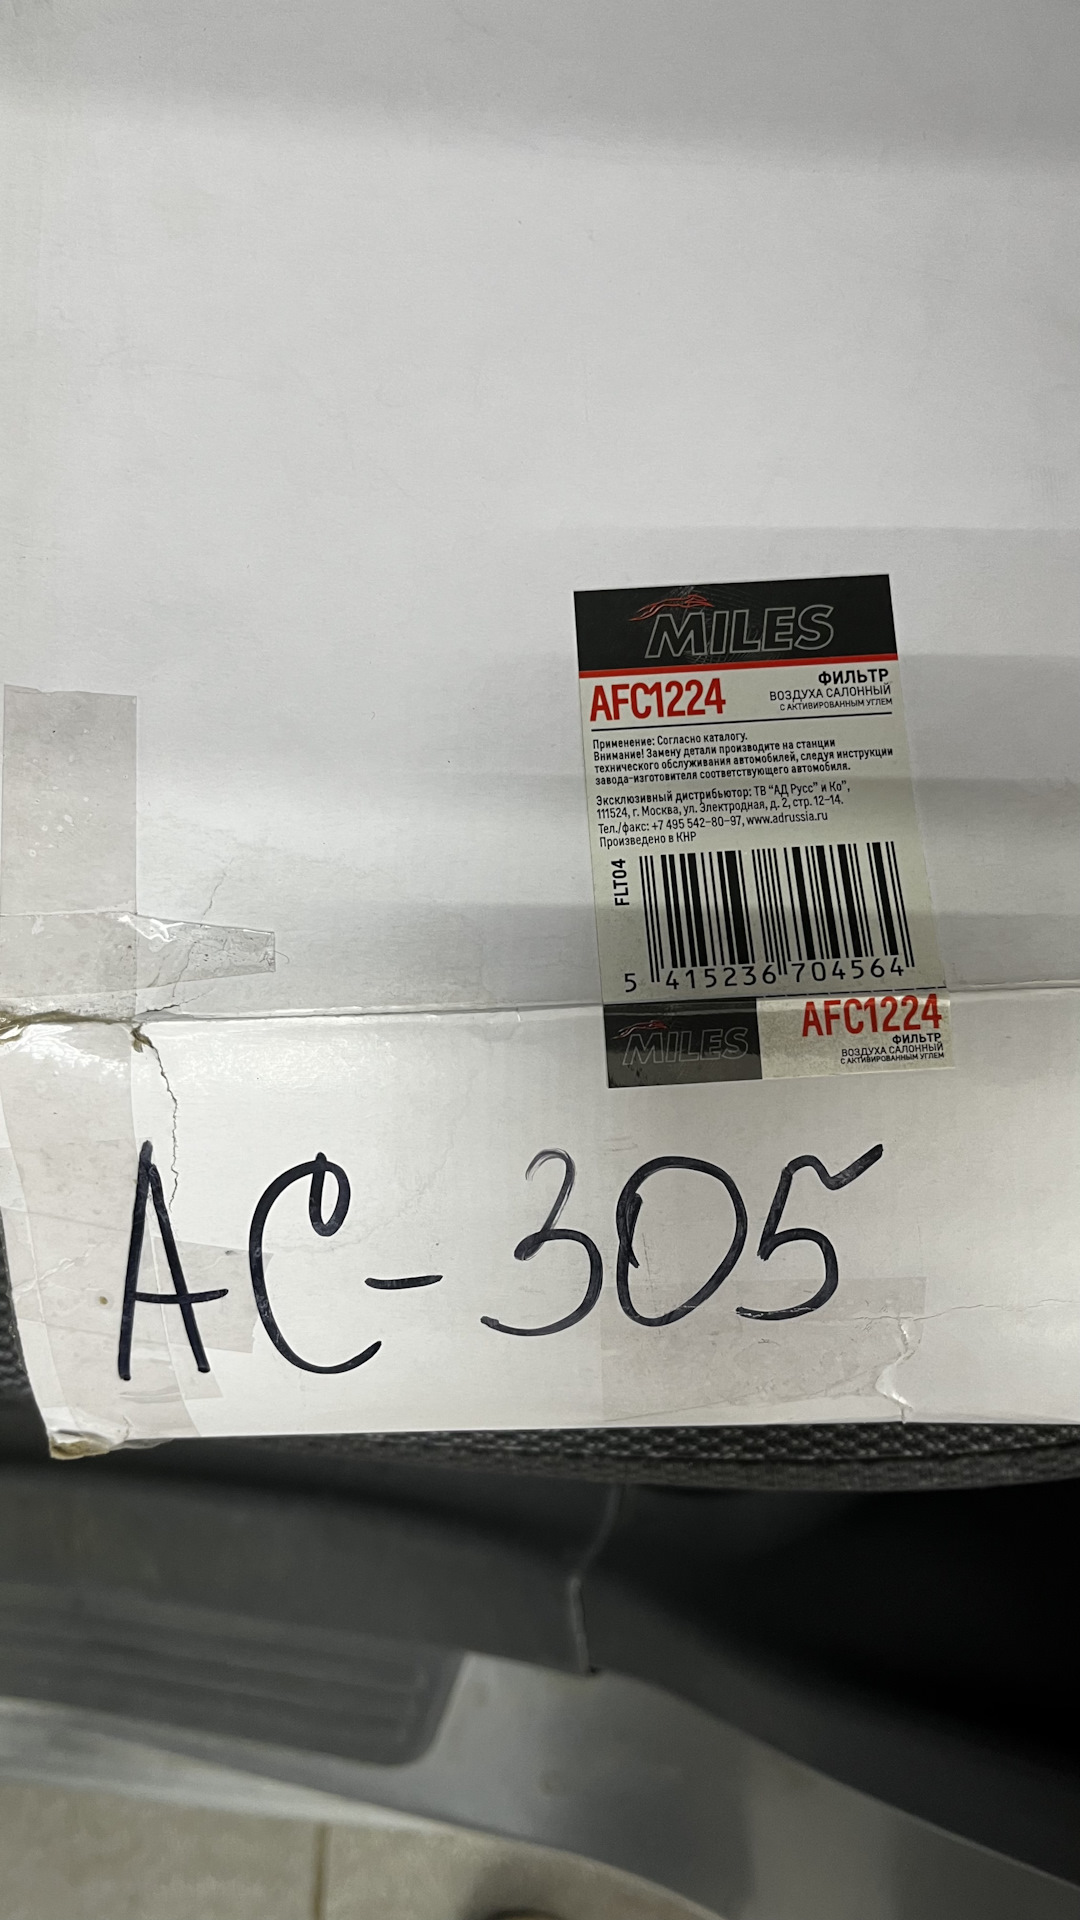 MILES
AFC1224
ФИЛЬТР
ВОЗДУХА САЛОННЫЙ
С АКТИВИРОВАННЫМ УГЛЕМ
Применение: Согласно каталогу.
Внимание! Замену детали производите на станции
технического обслуживания автомобилей, следуя инструкции
завода-изготовителя соответствующего автомобиля.
Эксклюзивный дистрибьютор: ТВ "АД Русс" и Ко",
111524, г. Москва, ул. Электродная, д. 2, стр. 12-14.
Тел./факс: +7 495 542-80-97, www.adrussia.ru
Произведено в КНР
FLT04
5 415236 704564
MILES
AFC1224
ФИЛЬТР
ВОЗДУХА САЛОННЫЙ
С АКТИВИРОВАННЫМ УГЛЕМ
АС-305